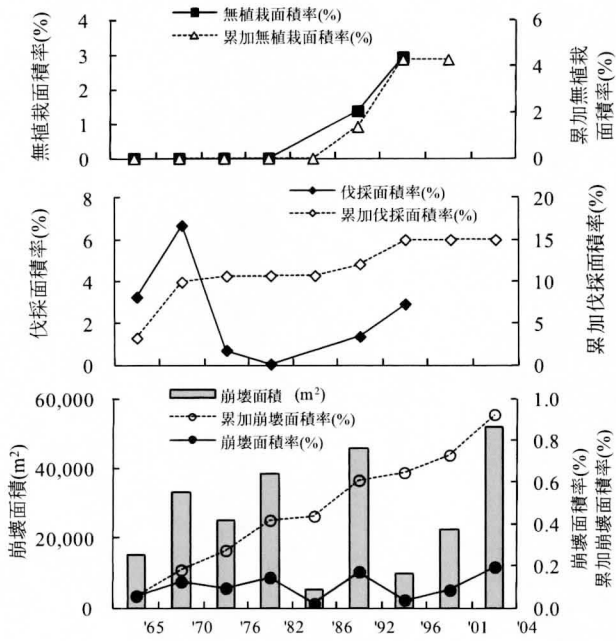 無植栽面積率(%)
累加無植栽面積率(%)
無植栽面積率(%)
4
3
2
1
0
6
4
2
0
累加無植栽
面積率(%)
伐採面積率(%)
累加伐採面積率(%)
伐採面積率(%)
8
6
4
2
0
20
15
10
5
0
累加伐採面積率(%)
崩壊面積 (m²)
累加崩壊面積率(%)
崩壊面積率(%)
崩壊面積(m²)
60,000
40,000
20,000
0
1.0
0.8
0.6
0.4
0.2
0.0
崩壊面積率(%)
累加崩壊面積率(%)
'65 '70 '76 '82 '86 '92 '96 '98 '04